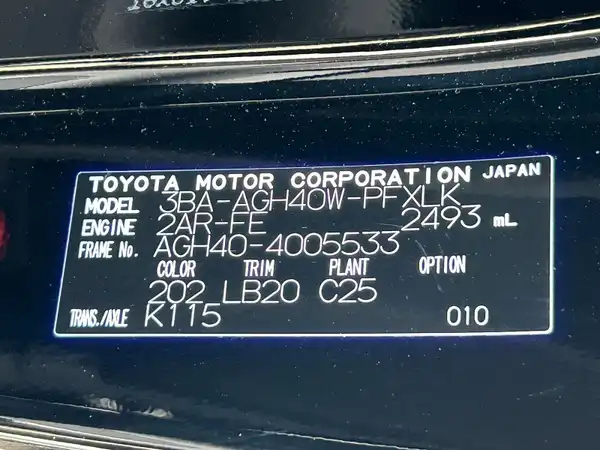 TOYOTA MOTOR CORPORATION JAPAN
MODEL 3BA-AGH40W-PFXLK
ENGINE 2AR-FE 2493 mL
FRAME No. AGH40-4005533
COLOR TRIM PLANT OPTION
202 LB20 C25
TRANS./AXLE K115 010